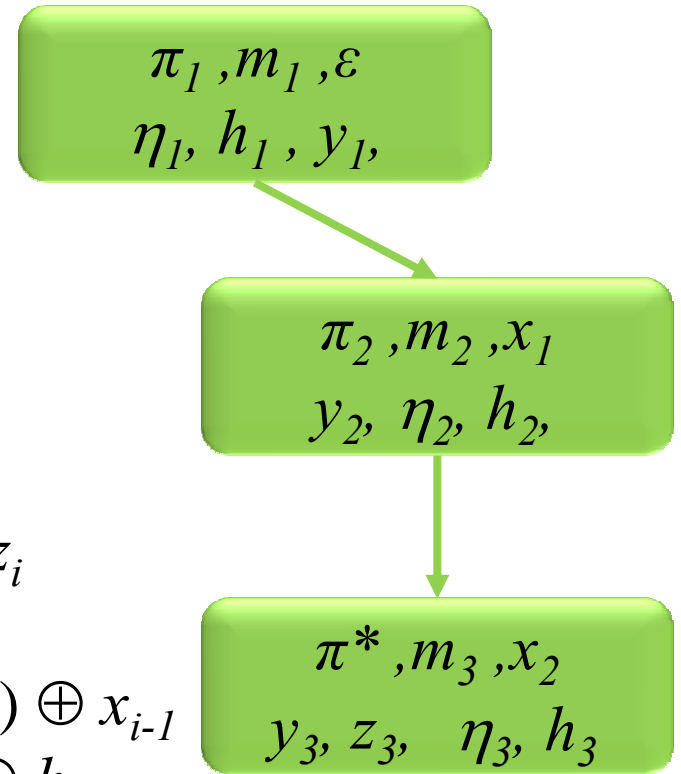 π₁ ,m₁ ,ε
η₁, h₁ , y₁,
π₂ ,m₂ ,x₁
y₂, η₂, h₂,
zᵢ
π* ,m₃ ,x₂
) ⊕ xᵢ₋₁
y₃, z₃, η₃, h₃